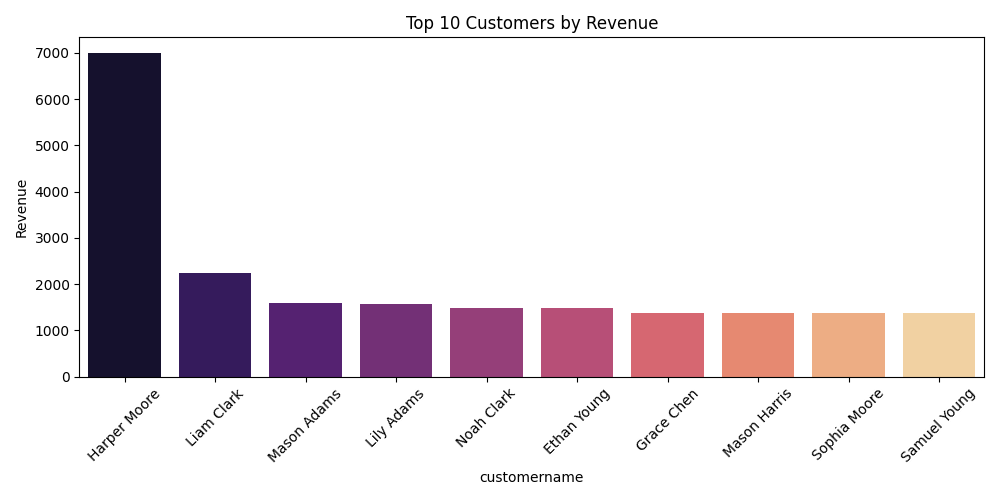 Top 10 Customers by Revenue
Revenue
7000
6000
5000
4000
3000
2000
1000
0
Harper Moore
Liam Clark
Mason Adams
Lily Adams
Noah Clark
Ethan Young
Grace Chen
Mason Harris
Sophia Moore
Samuel Young
customername